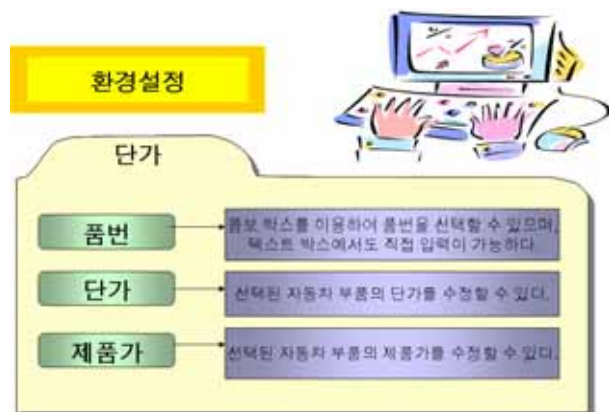 환경설정
단가
품번
콤보 박스를 이용하여 품번을 선택할 수 있으며,
텍스트 박스에서도 직접 입력이 가능하다
단가
선택된 자동차 부품의 단가를 수정할 수 있다.
제품가
선택된 자동차 부품의 제품가를 수정할 수 있다.